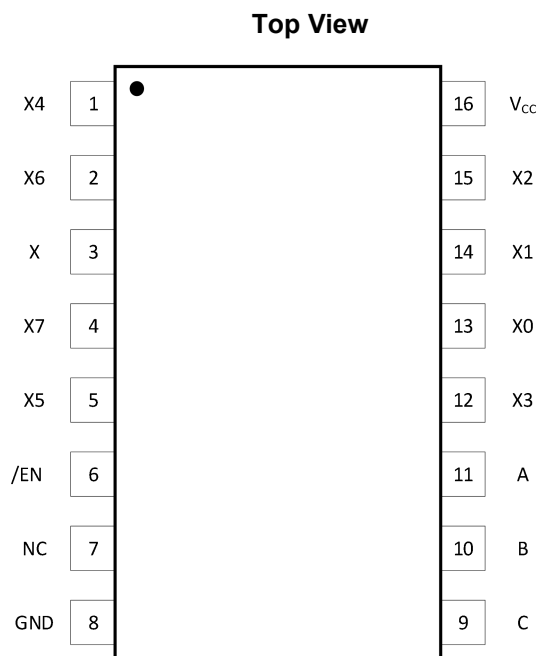 Top View
X4 1 16 VCC
X6 2 15 X2
X 3 14 X1
X7 4 13 X0
X5 5 12 X3
/EN 6 11 A
NC 7 10 B
GND 8 9 C